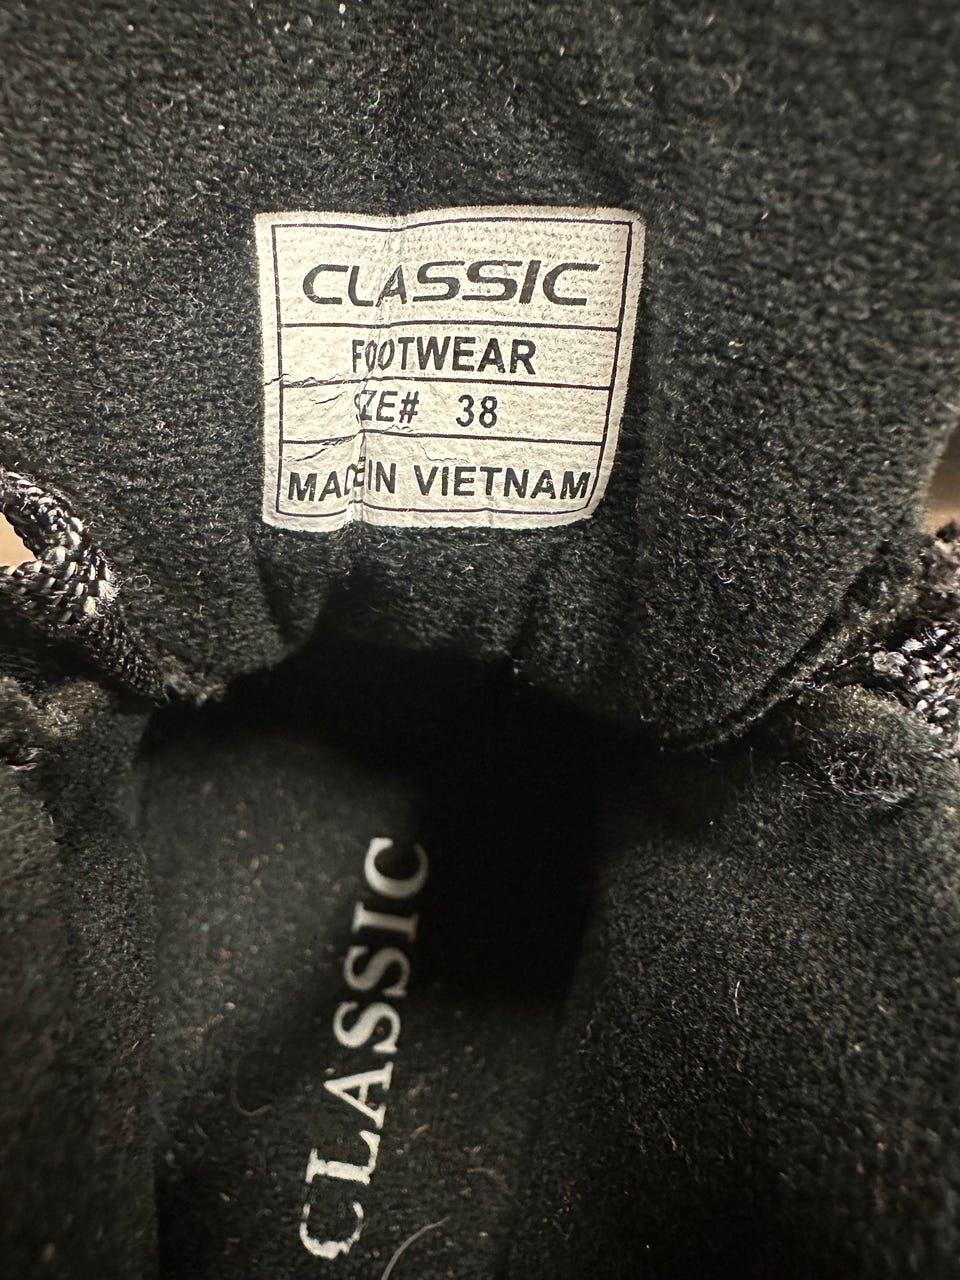 CLASSIC
FOOTWEAR
SIZE# 38
MADE IN VIETNAM
CLASSIC